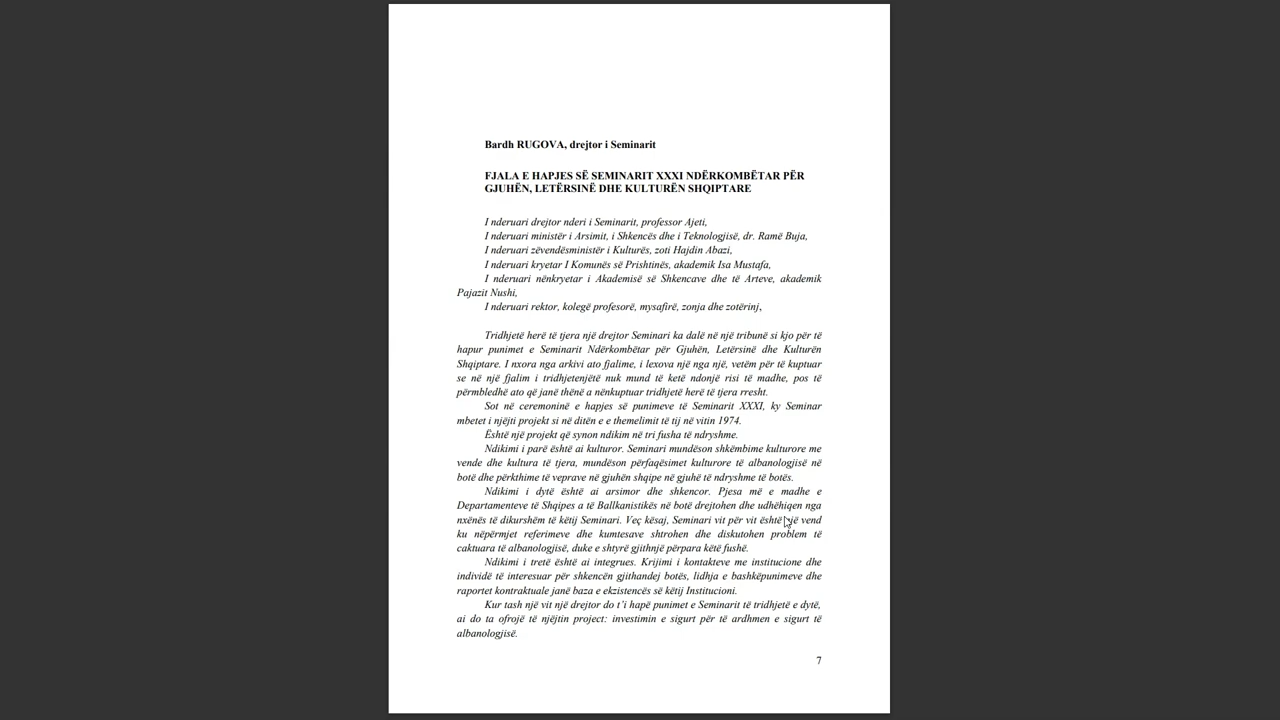 Bardh RUGOVA, drejtor i Seminarit
FJALA E HAPJES SË SEMINARIT XXXI NDËRKOMBËTAR PËR
GJUHËN, LETËRSINË DHE KULTURËN SHQIPTARE
I nderuari drejtor nderi i Seminarit, professor Ajeti,
I nderuari ministër i Arsimit, i Shkencës dhe i Teknologjisë, dr. Ramë Buja,
I nderuari zëvendësministër i Kulturës, zoti Hajdin Abazi,
I nderuari kryetar I Komunës së Prishtinës, akademik Isa Mustafa,
I nderuari nënkryetar i Akademisë së Shkencave dhe të Arteve, akademik
Pajazit Nushi,
I nderuari rektor, kolegë profesorë, mysafirë, zonja dhe zotërinj,
Tridhjetë herë të tjera një drejtor Seminari ka dalë në një tribunë si kjo për të
hapur punimet e Seminarit Ndërkombëtar për Gjuhën, Letërsinë dhe Kulturën
Shqiptare. I nxora nga arkivi ato fjalime, i lexova një nga një, vetëm për të kuptuar
se në një fjalim i tridhjetenjëtë nuk mund të ketë ndonjë risi të madhe, pos të
përmbledhë ato që janë thënë a nënkuptuar tridhjetë herë të tjera rresht.
Sot në ceremoninë e hapjes së punimeve të Seminarit XXXI, ky Seminar
mbetet i njëjti projekt si në ditën e e themelimit të tij në vitin 1974.
Është një projekt që synon ndikim në tri fusha të ndryshme.
Ndikimi i parë është ai kulturor. Seminari mundëson shkëmbime kulturore me
vende dhe kultura të tjera, mundëson përfaqësimet kulturore të albanologjisë në
botë dhe përkthime të veprave në gjuhën shqipe në gjuhë të ndryshme të botës.
Ndikimi i dytë është ai arsimor dhe shkencor. Pjesa më e madhe e
Departamenteve të Shqipes a të Ballkanistikës në botë drejtohen dhe udhëhiqen nga
nxënës të dikurshëm të këtij Seminari. Veç kësaj, Seminari vit për vit është një vend
ku nëpërmjet referimeve dhe kumtesave shtrohen dhe diskutohen problem të
caktuara të albanologjisë, duke e shtyrë gjithnjë përpara këtë fushë.
Ndikimi i tretë është ai integrues. Krijimi i kontakteve me institucione dhe
individë të interesuar për shkencën gjithandej botës, lidhja e bashkëpunimeve dhe
raportet kontraktuale janë baza e ekzistencës së këtij Institucioni.
Kur tash një vit një drejtor do t’i hapë punimet e Seminarit të tridhjetë e dytë,
ai do ta ofrojë të njëjtin project: investimin e sigurt për të ardhmen e sigurt të
albanologjisë.
7